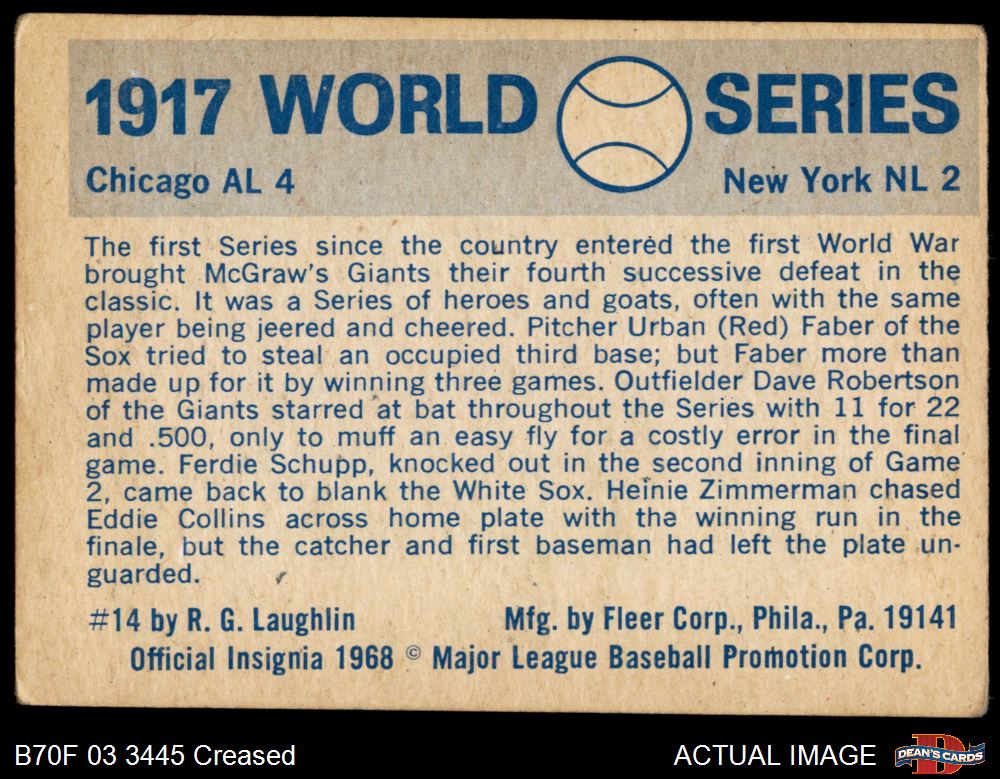 1917 WORLD SERIES
Chicago AL 4 New York NL 2
The first Series since the country entered the first World War
brought McGraw's Giants their fourth successive defeat in the
classic. It was a Series of heroes and goats, often with the same
player being jeered and cheered. Pitcher Urban (Red) Faber of the
Sox tried to steal an occupied third base; but Faber more than
made up for it by winning three games. Outfielder Dave Robertson
of the Giants starred at bat throughout the Series with 11 for 22
and .500, only to muff an easy fly for a costly error in the final
game. Ferdie Schupp, knocked out in the second inning of Game
2, came back to blank the White Sox. Heinie Zimmerman chased
Eddie Collins across home plate with the winning run in the
finale, but the catcher and first baseman had left the plate un-
guarded.
#14 by R. G. Laughlin Mfg. by Fleer Corp., Phila., Pa. 19141
Official Insignia 1968 © Major League Baseball Promotion Corp.
B70F 03 3445 Creased ACTUAL IMAGE DEAN'S CARDS